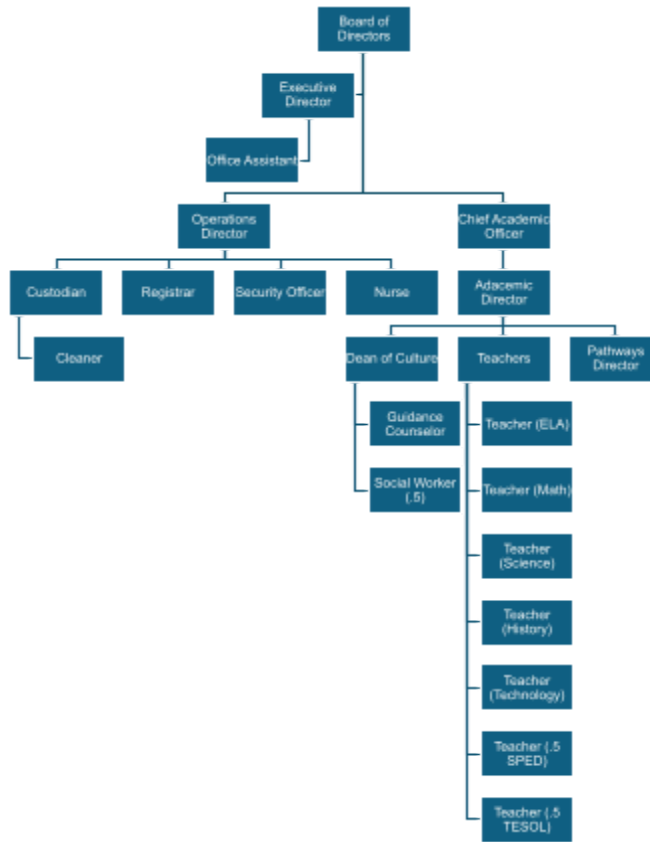 Board of
Directors
Executive
Director
Office Assistant
Operations
Director
Chief Academic
Officer
Custodian
Registrar
Security Officer
Nurse
Adacemic
Director
Cleaner
Dean of Culture
Teachers
Pathways
Director
Guidance
Counselor
Teacher (ELA)
Social Worker
(.5)
Teacher (Math)
Teacher
(Science)
Teacher
(History)
Teacher
(Technology)
Teacher (.5
SPED)
Teacher (.5
TESOL)